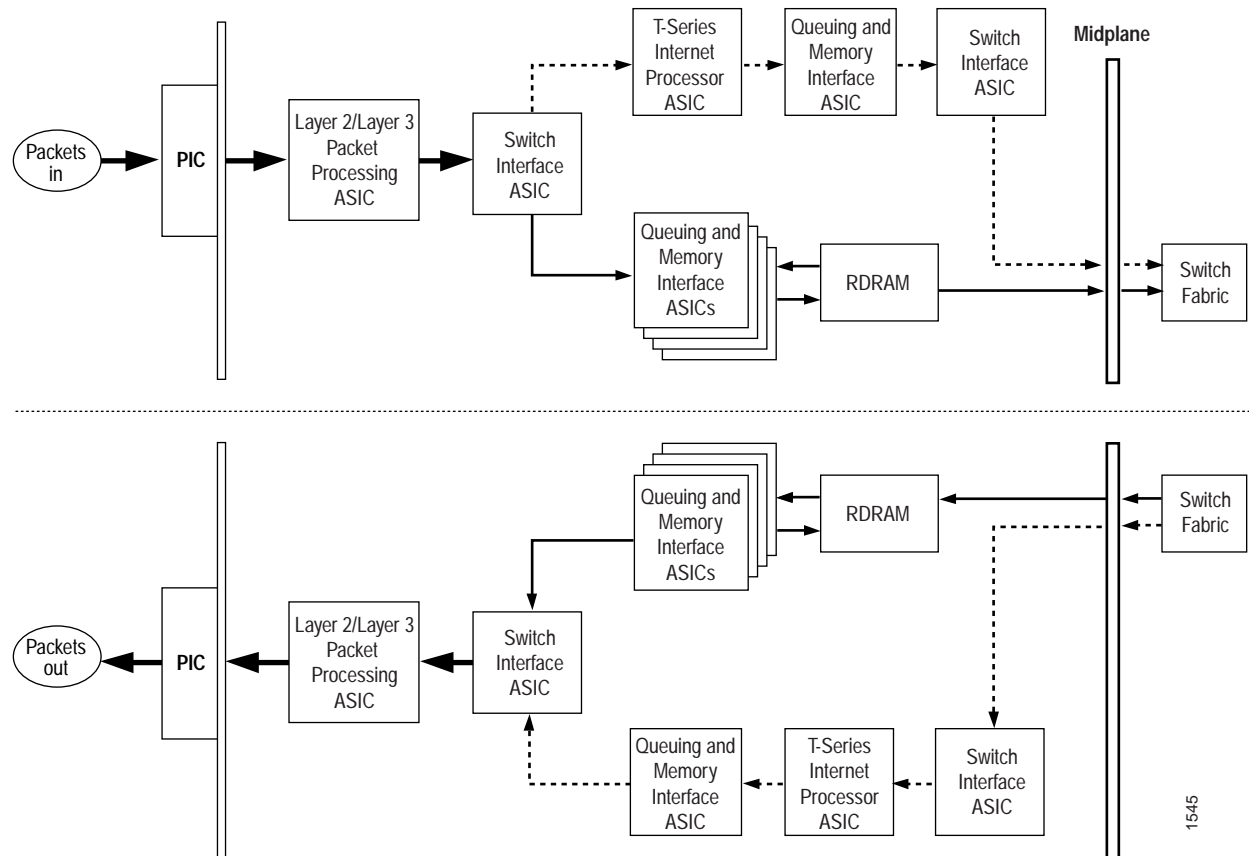 T-Series
Internet
Processor
ASIC
Queuing and
Memory
Interface
ASIC
Switch
Interface
ASIC
Midplane
Packets
in
PIC
Layer 2/Layer 3
Packet
Processing
ASIC
Switch
Interface
ASIC
Queuing and
Memory
Interface
ASICs
RDRAM
Switch
Fabric
Queuing and
Memory
Interface
ASICs
RDRAM
Switch
Fabric
Packets
out
PIC
Layer 2/Layer 3
Packet
Processing
ASIC
Switch
Interface
ASIC
Queuing and
Memory
Interface
ASIC
T-Series
Internet
Processor
ASIC
Switch
Interface
ASIC
1545